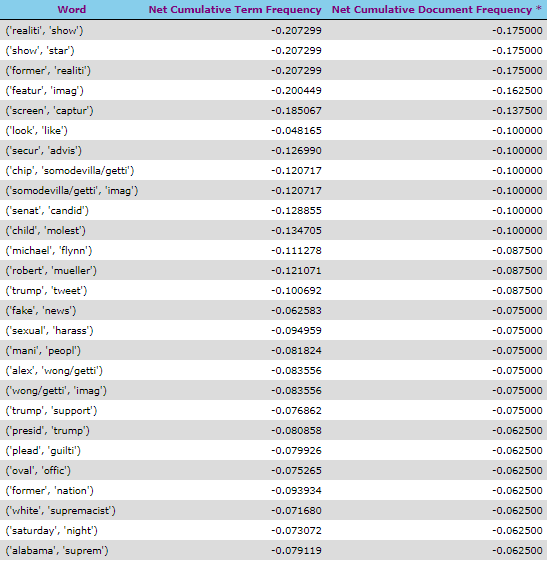 Word Net Cumulative Term Frequency Net Cumulative Document Frequency *
('realiti', 'show') -0.207299 -0.175000
('show', 'star') -0.207299 -0.175000
('former', 'realiti') -0.207299 -0.175000
('featur', 'imag') -0.200449 -0.162500
('screen', 'captur') -0.185067 -0.137500
('look', 'like') -0.048165 -0.100000
('secur', 'advis') -0.126990 -0.100000
('chip', 'somodevilla/getti') -0.120717 -0.100000
('somodevilla/getti', 'imag') -0.120717 -0.100000
('senat', 'candid') -0.128855 -0.100000
('child', 'molest') -0.134705 -0.100000
('michael', 'flynn') -0.111278 -0.087500
('robert', 'mueller') -0.121071 -0.087500
('trump', 'tweet') -0.100692 -0.087500
('fake', 'news') -0.062583 -0.075000
('sexual', 'harass') -0.094959 -0.075000
('mani', 'peopl') -0.081824 -0.075000
('alex', 'wong/getti') -0.083556 -0.075000
('wong/getti', 'imag') -0.083556 -0.075000
('trump', 'support') -0.076862 -0.075000
('presid', 'trump') -0.080858 -0.062500
('plead', 'guilti') -0.079926 -0.062500
('oval', 'offic') -0.075265 -0.062500
('former', 'nation') -0.093934 -0.062500
('white', 'supremacist') -0.071680 -0.062500
('saturday', 'night') -0.073072 -0.062500
('alabama', 'suprem') -0.079119 -0.062500